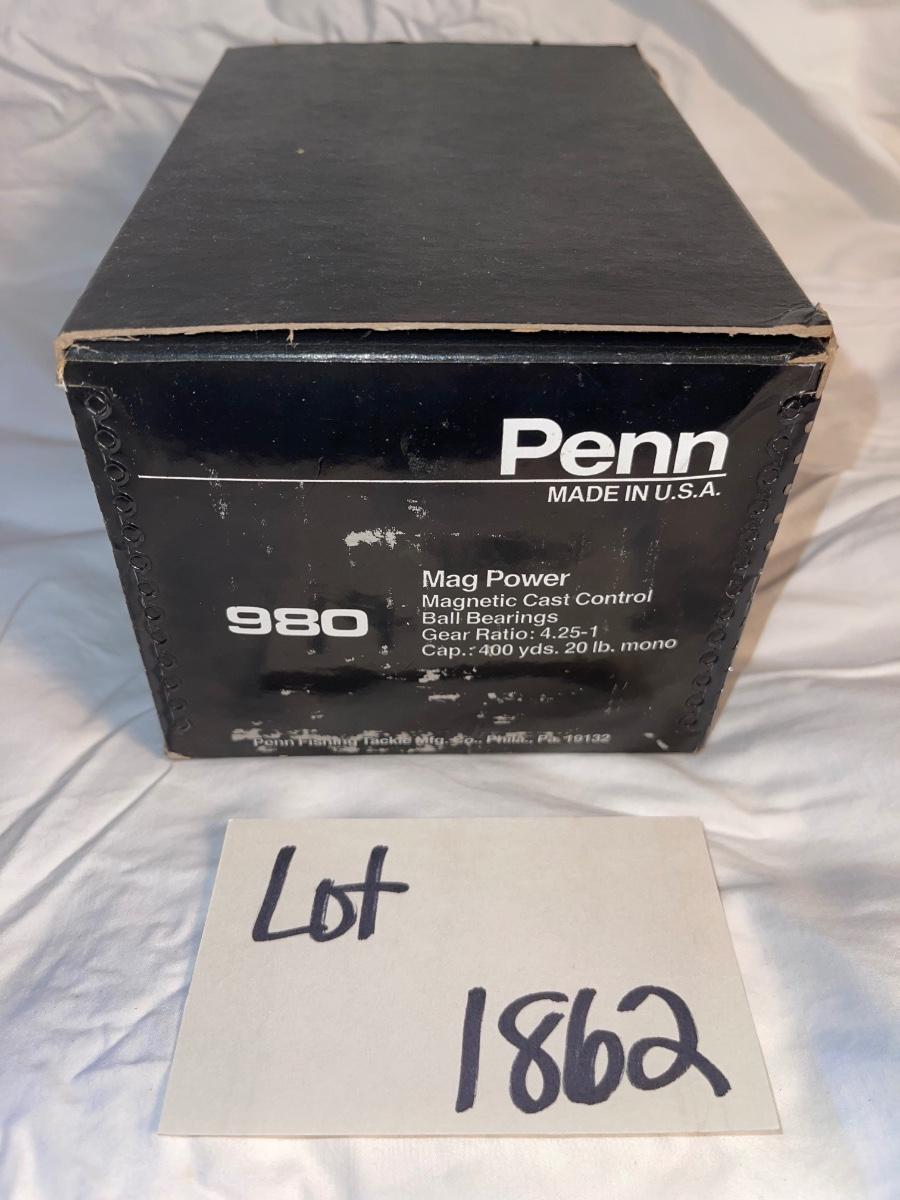 Penn
MADE IN U.S.A.
980
Mag Power
Magnetic Cast Control
Ball Bearings
Gear Ratio: 4.25-1
Cap.: 400 yds. 20 lb. mono
Penn Fishing Tackle Mfg. Co., Phila., Pa. 19132
Lot
1862